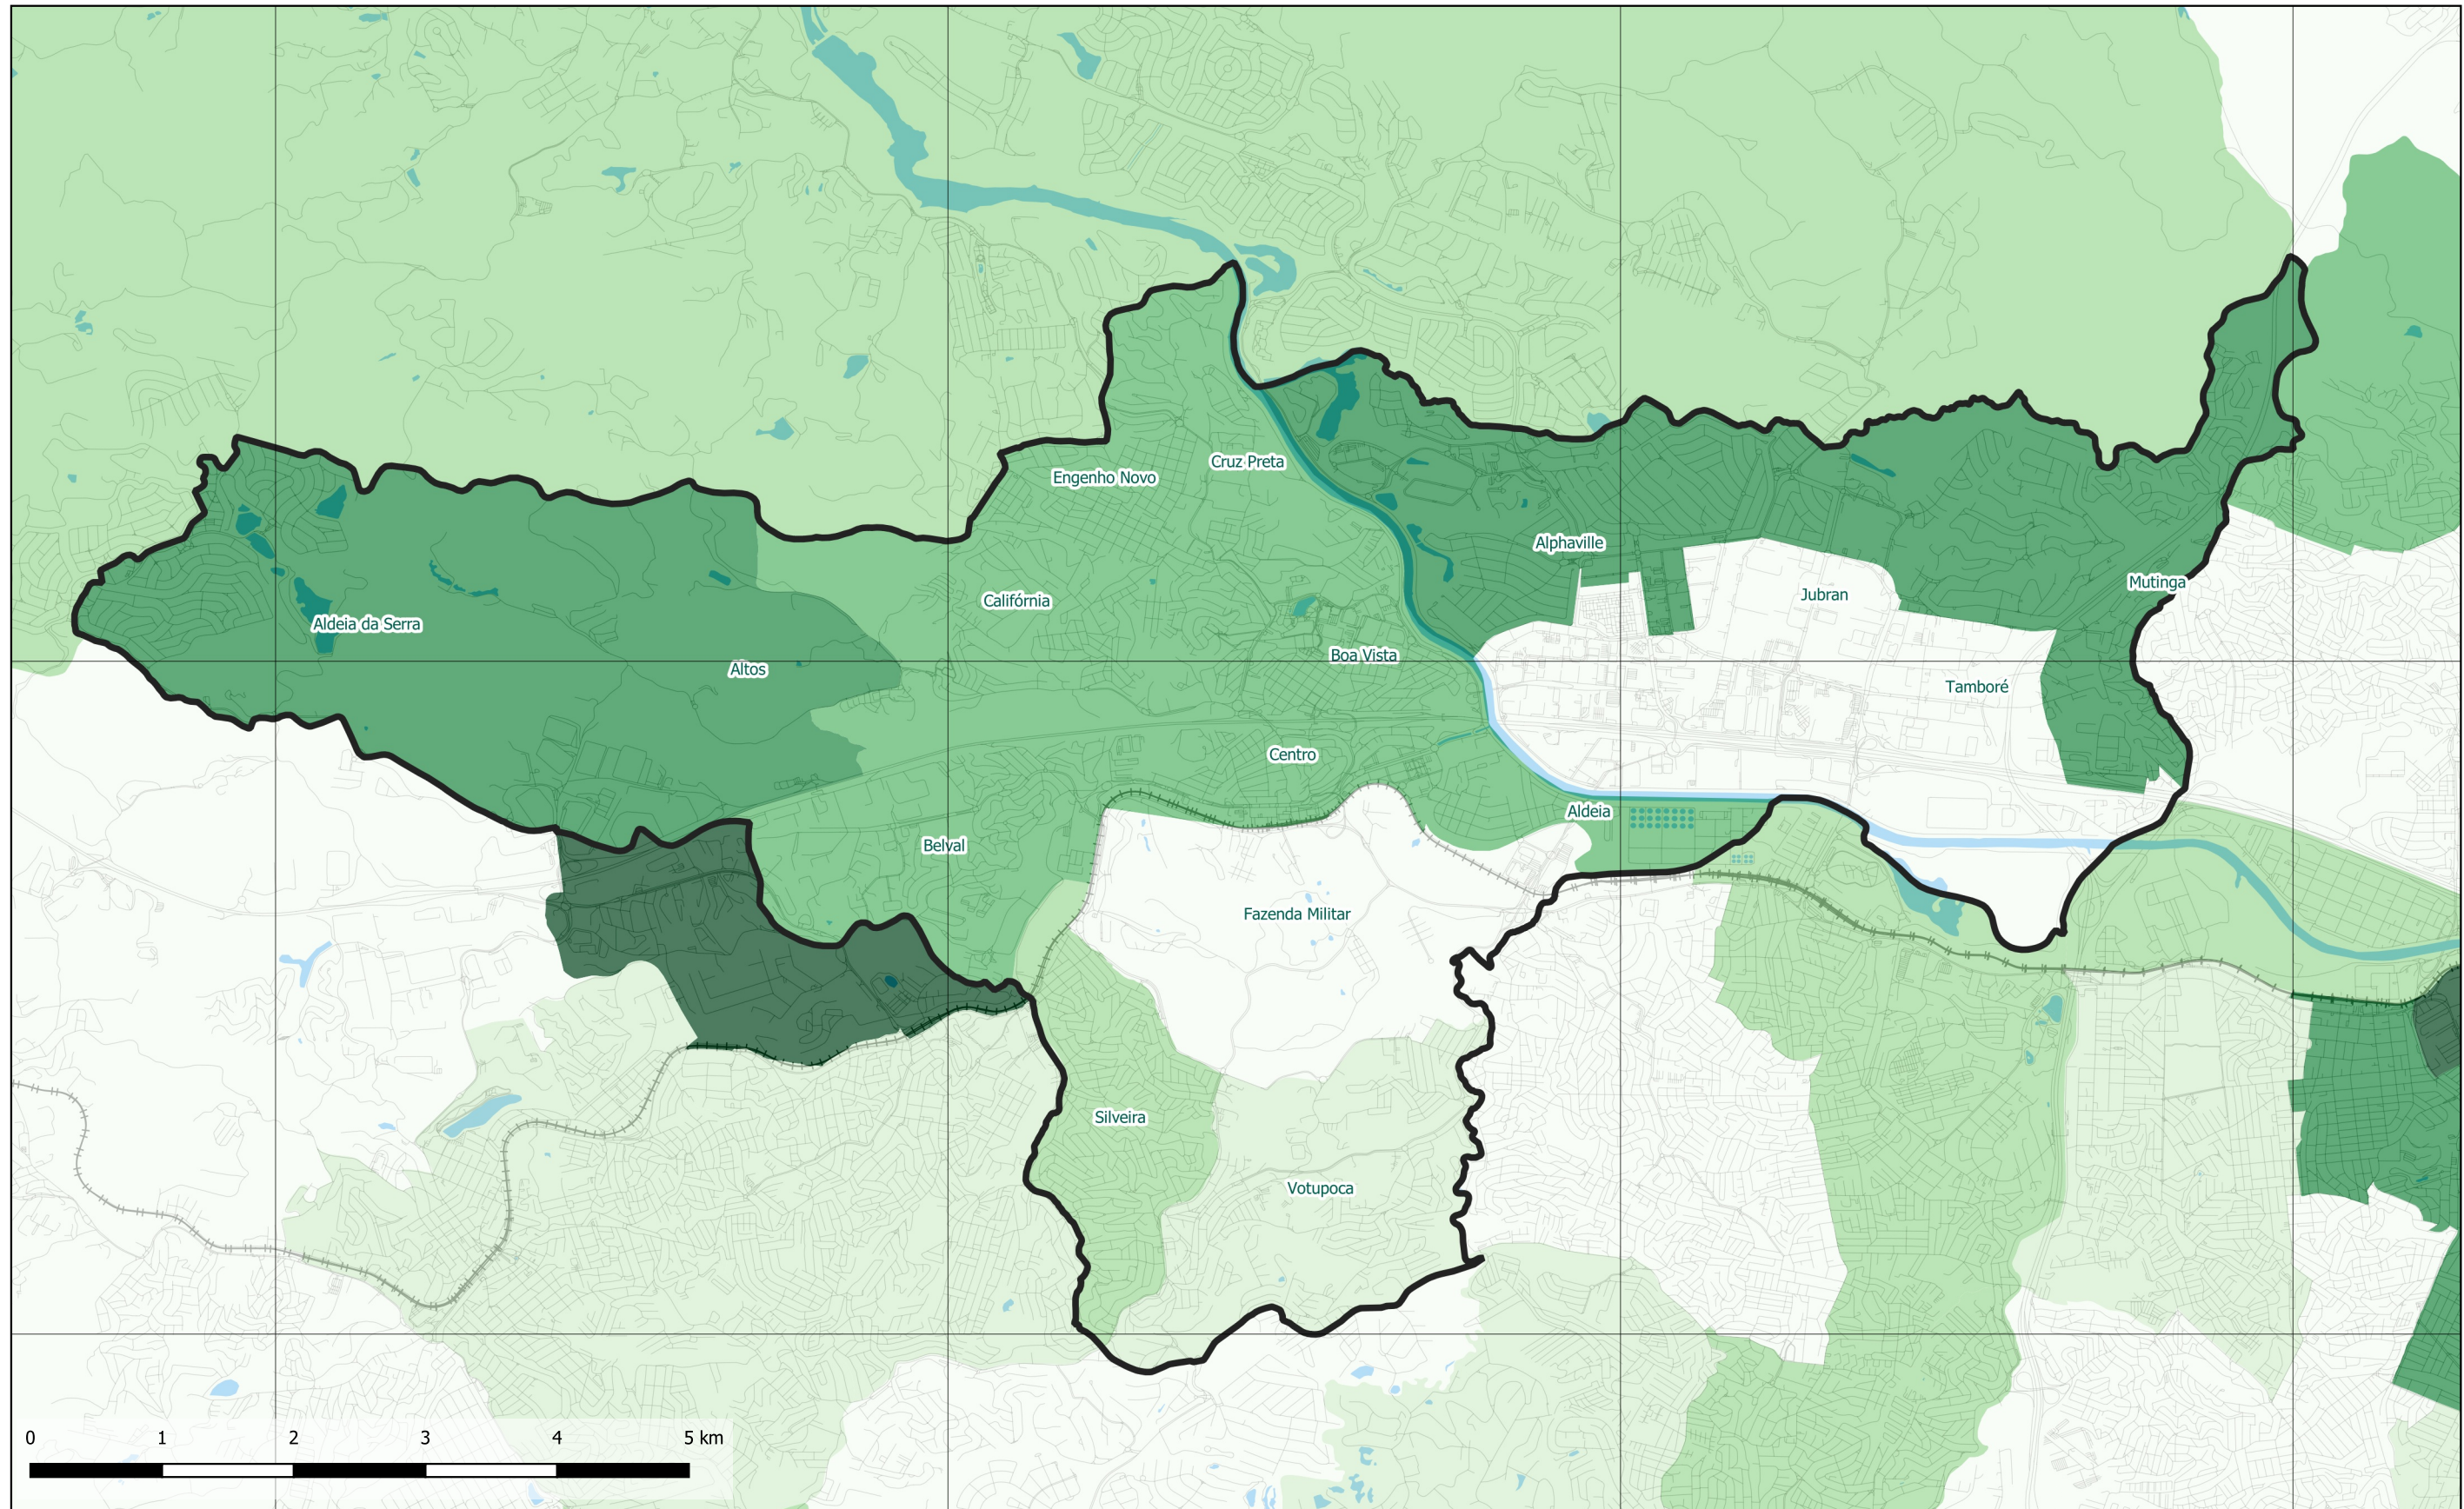 Cruz Preta
Engenho Novo
Alphaville
Mutinga
Jubran
Califórnia
Aldeia da Serra
Boa Vista
Altos
Tamboré
Centro
Aldeia
Belval
Fazenda Militar
Silveira
Votupoca
0 1 2 3 4 5 km